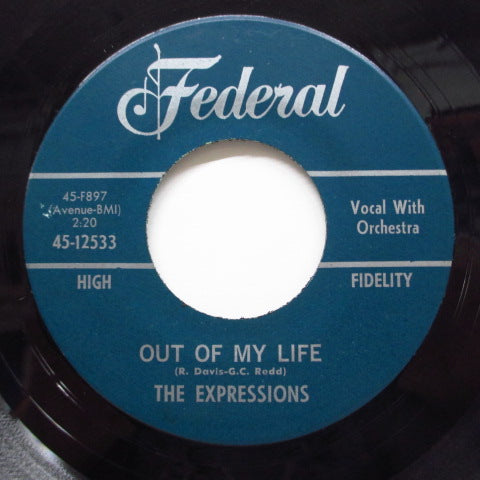 Federal
45-F897
(Avenue-BMI)
2:20
45-12533
Vocal With
Orchestra
HIGH
FIDELITY
OUT OF MY LIFE
(R. Davis-G.C. Redd)
THE EXPRESSIONS